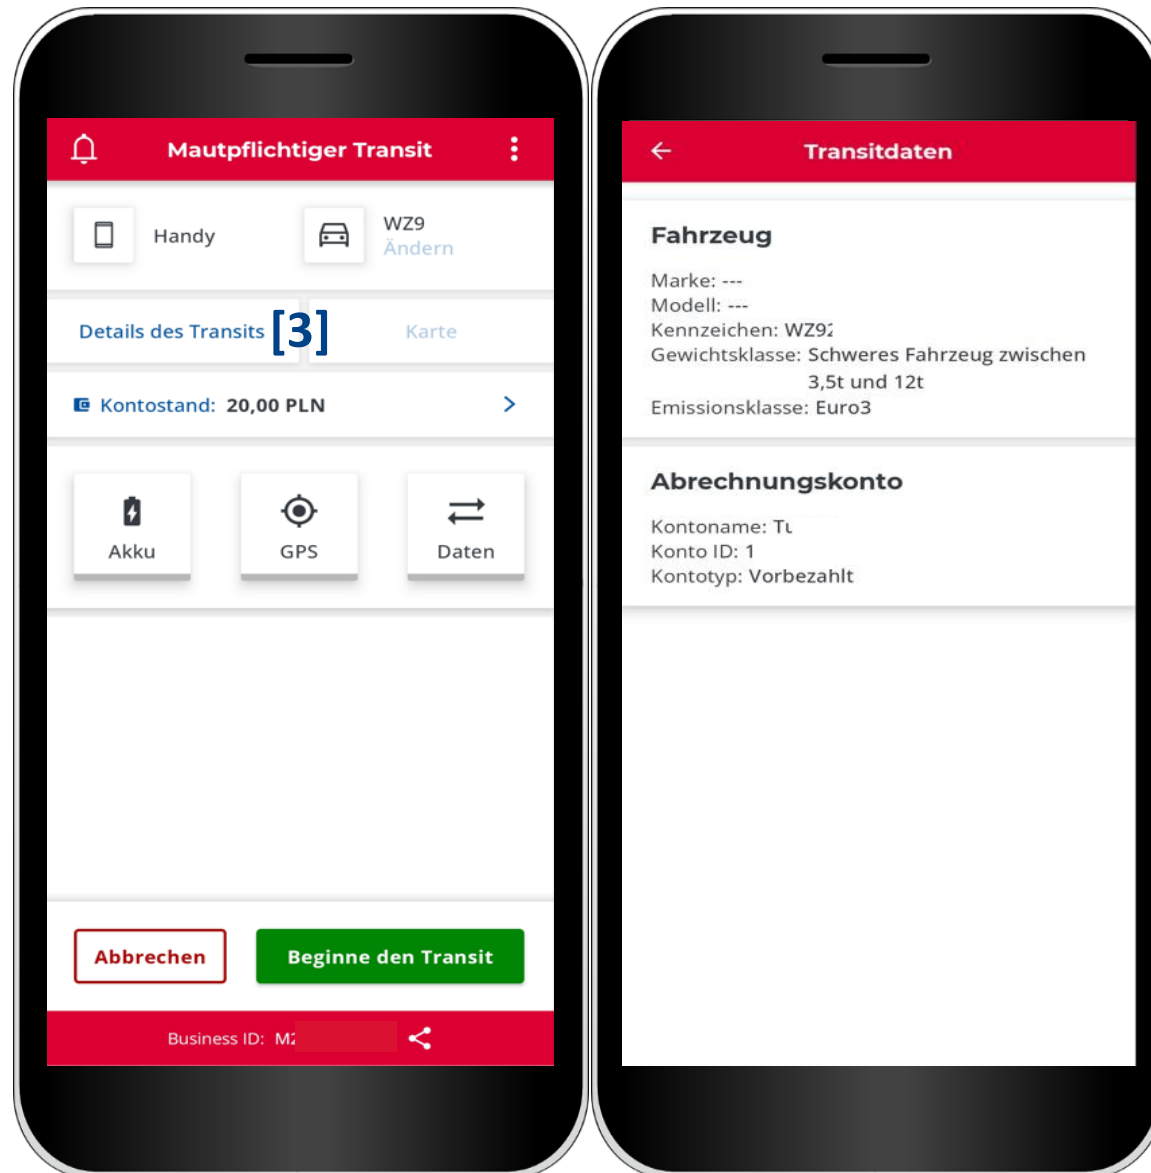 Mautpflichtiger Transit
Handy
WZ9
Ändern
Details des Transits [3]
Karte
Kontostand: 20,00 PLN
Akku
GPS
Daten
Abbrechen
Beginne den Transit
Business ID: M2
Transitdaten
Fahrzeug
Marke: ---
Modell: ---
Kennzeichen: WZ92
Gewichtsklasse: Schweres Fahrzeug zwischen
3,5t und 12t
Emissionsklasse: Euro3
Abrechnungskonto
Kontoname:
Konto ID: 1
Kontotyp: Vorbezahlt